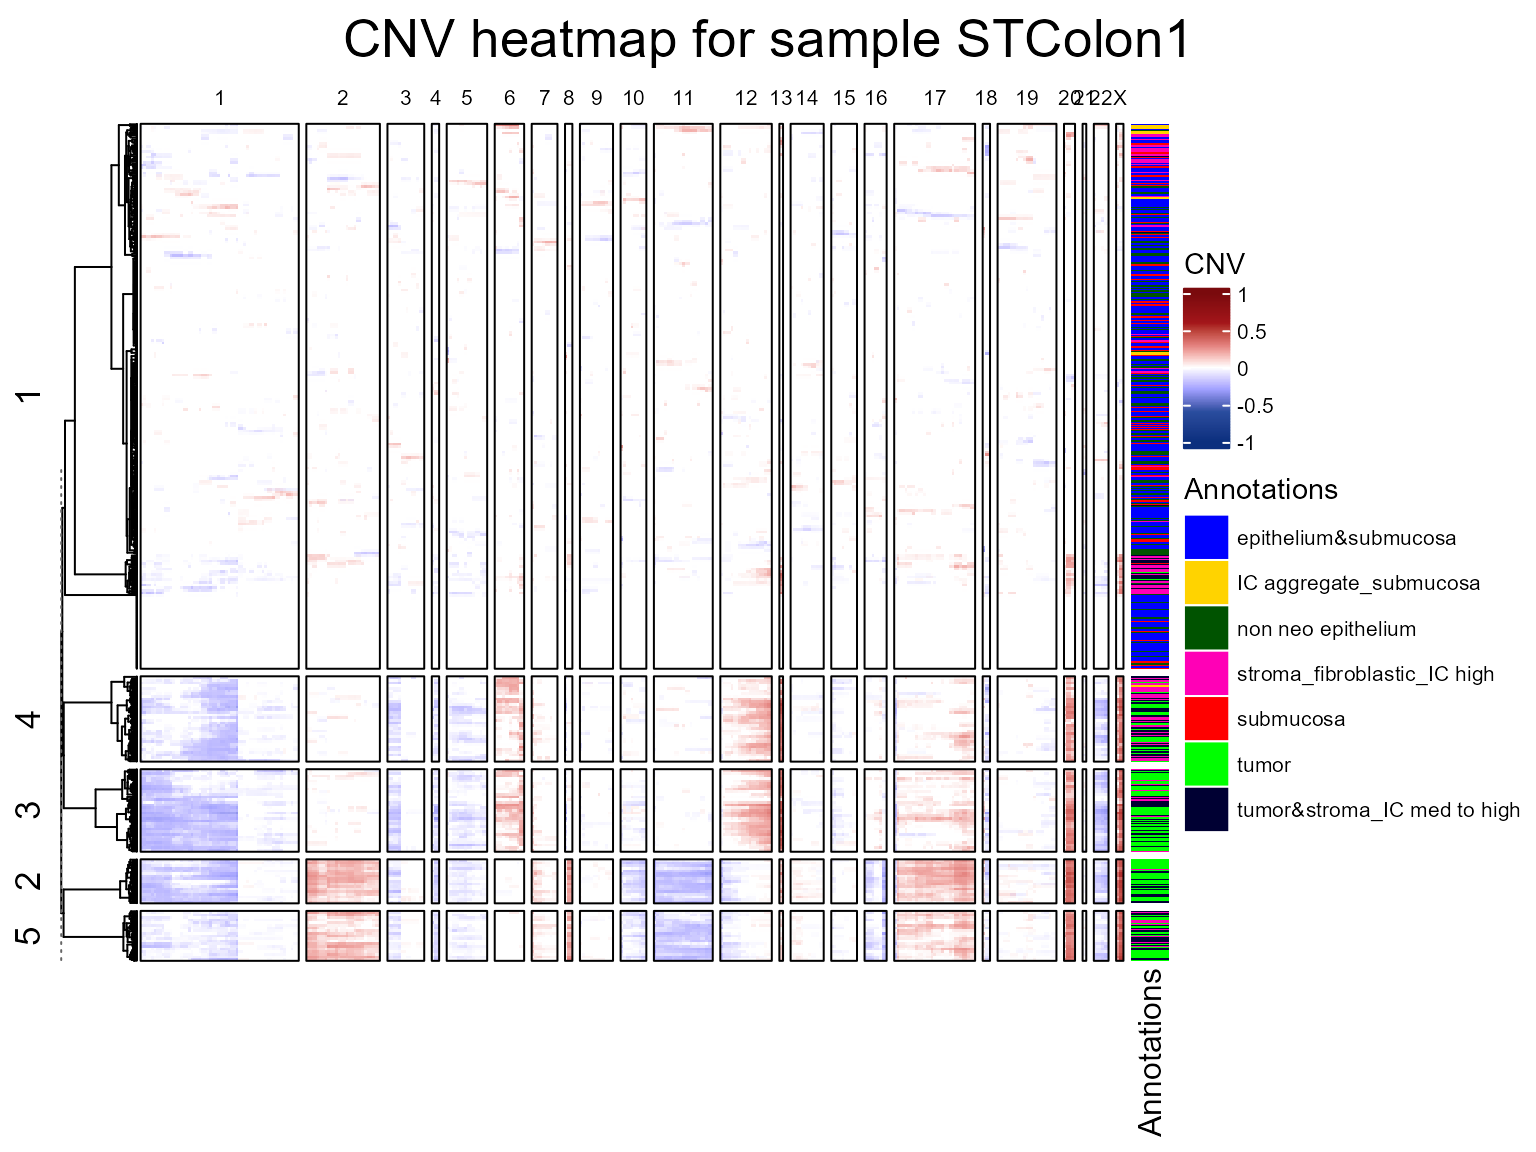 CNV heatmap for sample STColon1
1 2 3 4 5 6 7 8 9 10 11 12 13 14 15 16 17 18 19 20 21 22 X
1
4
3
2
5
CNV
1
0.5
0
-0.5
-1
Annotations
epithelium&submucosa
IC aggregate_submucosa
non neo epithelium
stroma_fibroblastic_IC high
submucosa
tumor
tumor&stroma_IC med to high
Annotations